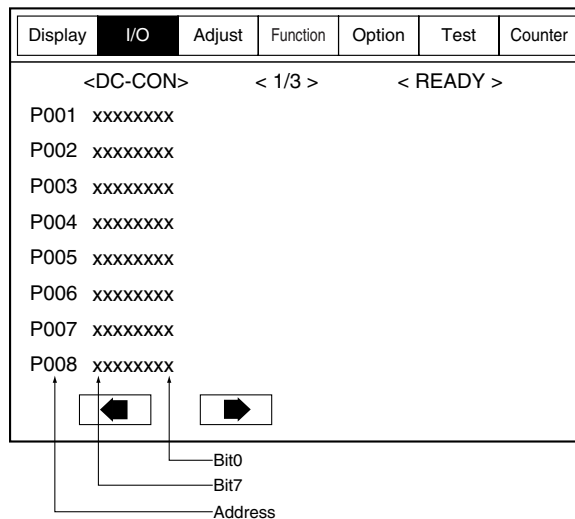 Display I/O Adjust Function Option Test Counter
<DC-CON> < 1/3 > < READY >
P001 xxxxxxxx
P002 xxxxxxxx
P003 xxxxxxxx
P004 xxxxxxxx
P005 xxxxxxxx
P006 xxxxxxxx
P007 xxxxxxxx
P008 xxxxxxxx
Bit0
Bit7
Address